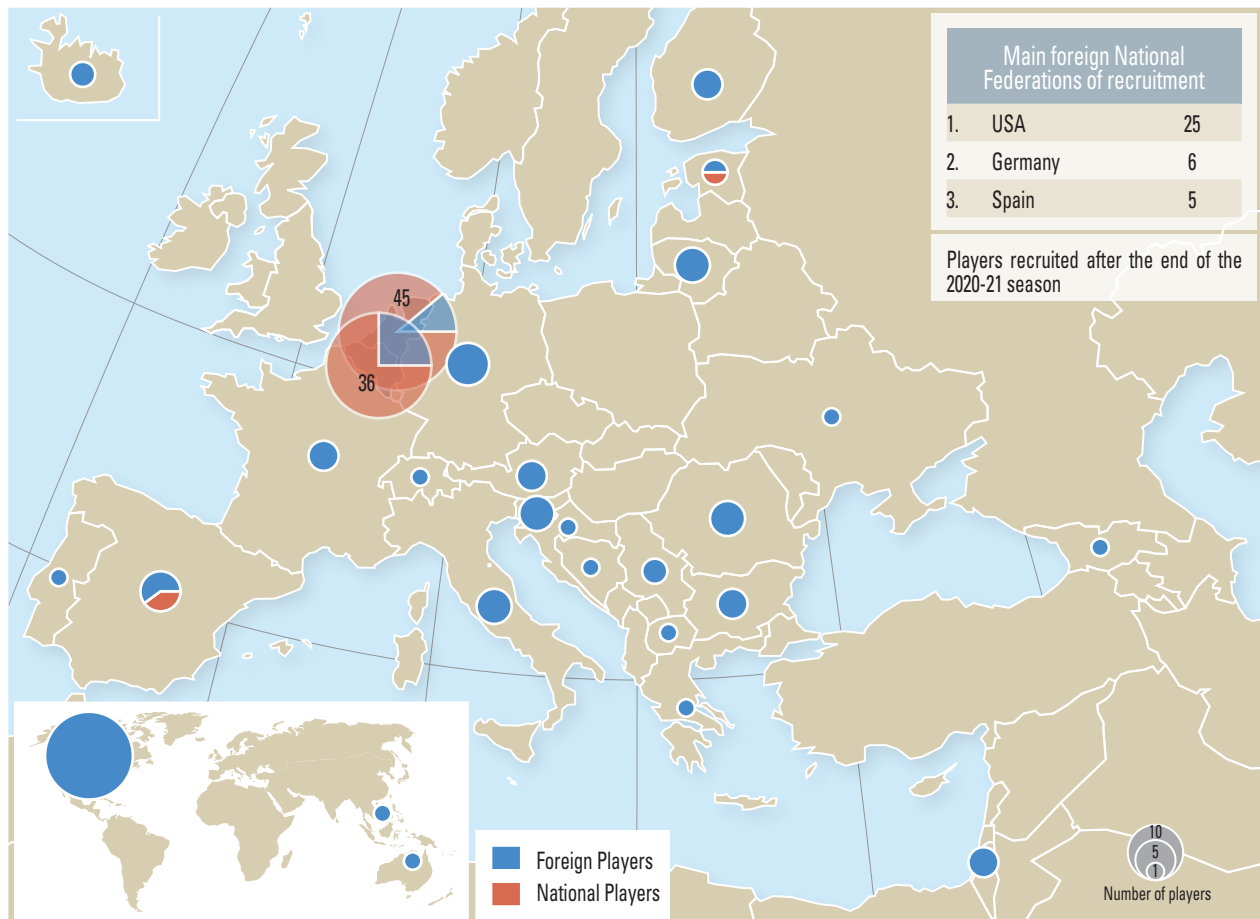 Main foreign National
Federations of recruitment
1. USA 25
2. Germany 6
3. Spain 5
Players recruited after the end of the
2020-21 season
45
36
Foreign Players
National Players
10
5
1
Number of players